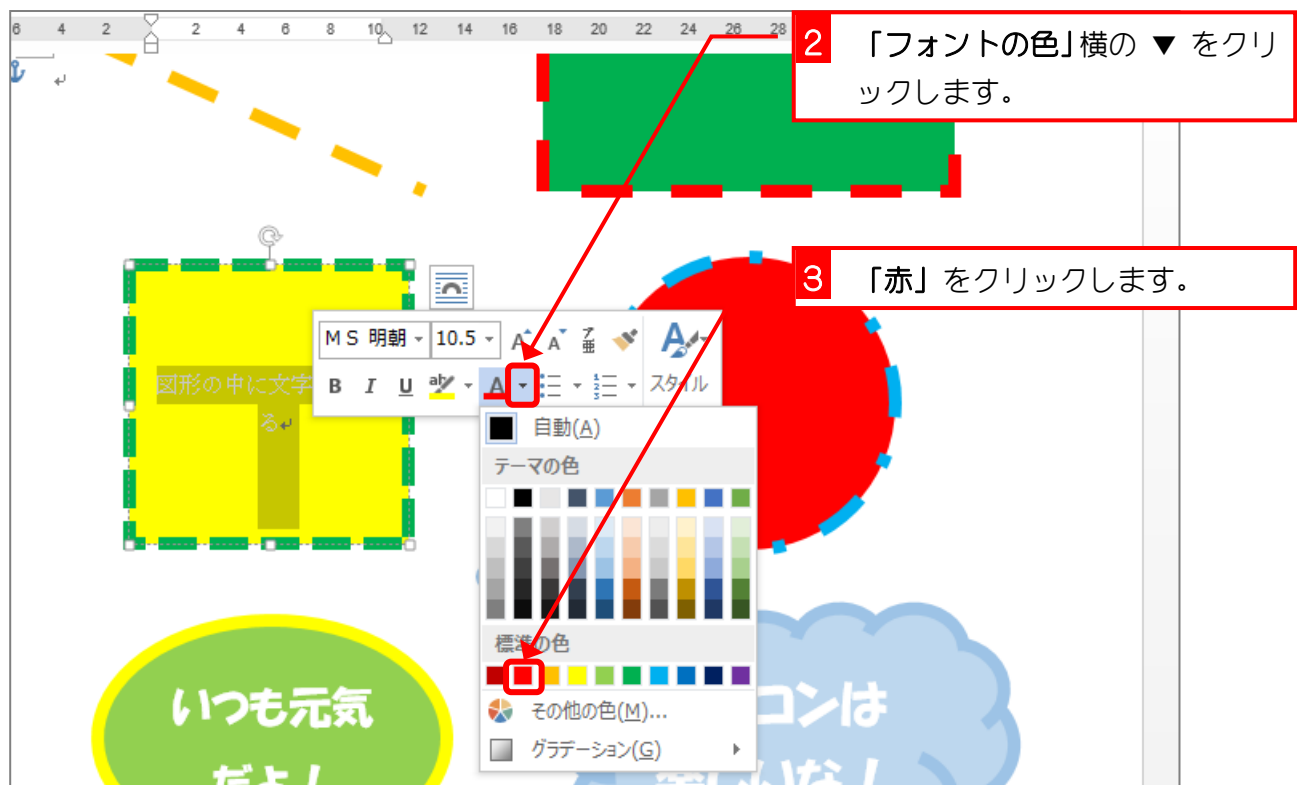 6 4 2 2 4 6 8 10 12 14 16 18 20 22 24 26 28
2 「フォントの色」横の ▼ をクリ
ックします。
3 「赤」をクリックします。
ＭＳ 明朝 10.5
B I U ab A スタイル
図形の中に文字
る
自動(A)
テーマの色
標準の色
その他の色(M)...
グラデーション(G)
いつも元気
だよ！
コンは